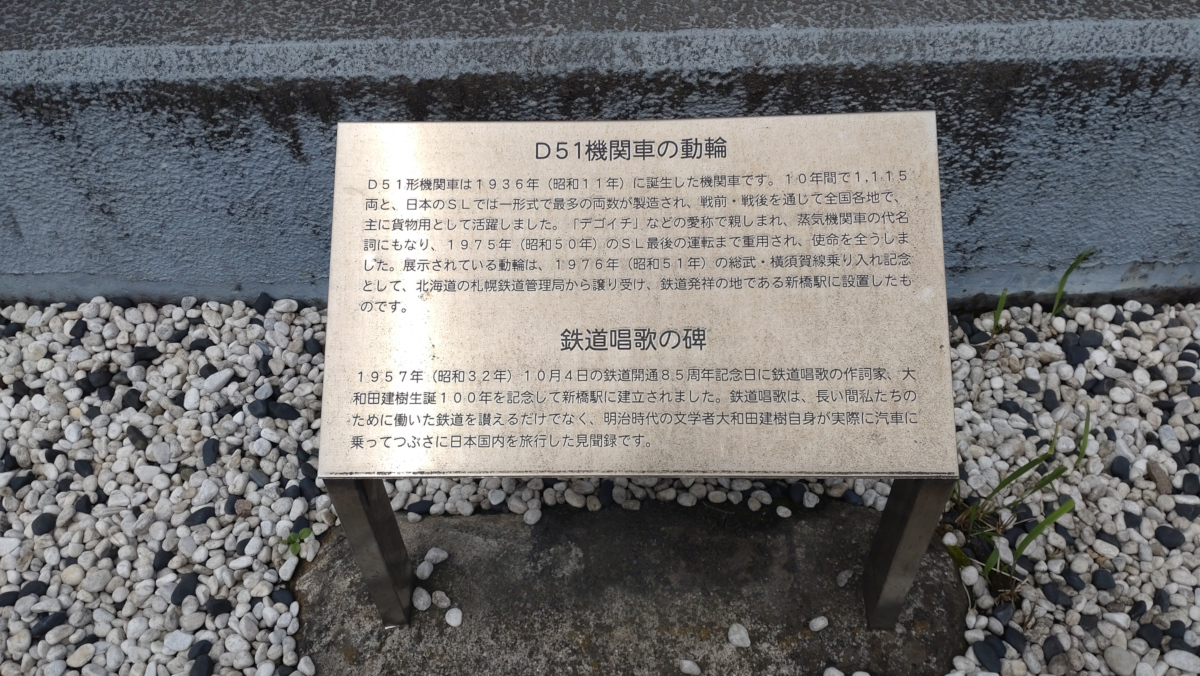 D51機関車の動輪
D51形機関車は1936年（昭和11年）に誕生した機関車です。10年間で1,115
両と、日本のSLでは一形式で最多の両数が製造され、戦前・戦後を通じて全国各地で、
主に貨物用として活躍しました。「デゴイチ」などの愛称で親しまれ、蒸気機関車の代名
詞にもなり、1975年（昭和50年）のSL最後の運転まで重用され、使命を全うしま
した。展示されている動輪は、1976年（昭和51年）の総武・横須賀線乗り入れ記念
として、北海道の札幌鉄道管理局から譲り受け、鉄道発祥の地である新橋駅に設置したも
のです。
鉄道唱歌の碑
1957年（昭和32年）10月4日の鉄道開通85周年記念日に鉄道唱歌の作詞家、大
和田建樹生誕100年を記念して新橋駅に建立されました。鉄道唱歌は、長い間私たちの
ために働いた鉄道を讃えるだけでなく、明治時代の文学者大和田建樹自身が実際に汽車に
乗ってつぶさに日本国内を旅行した見聞録です。